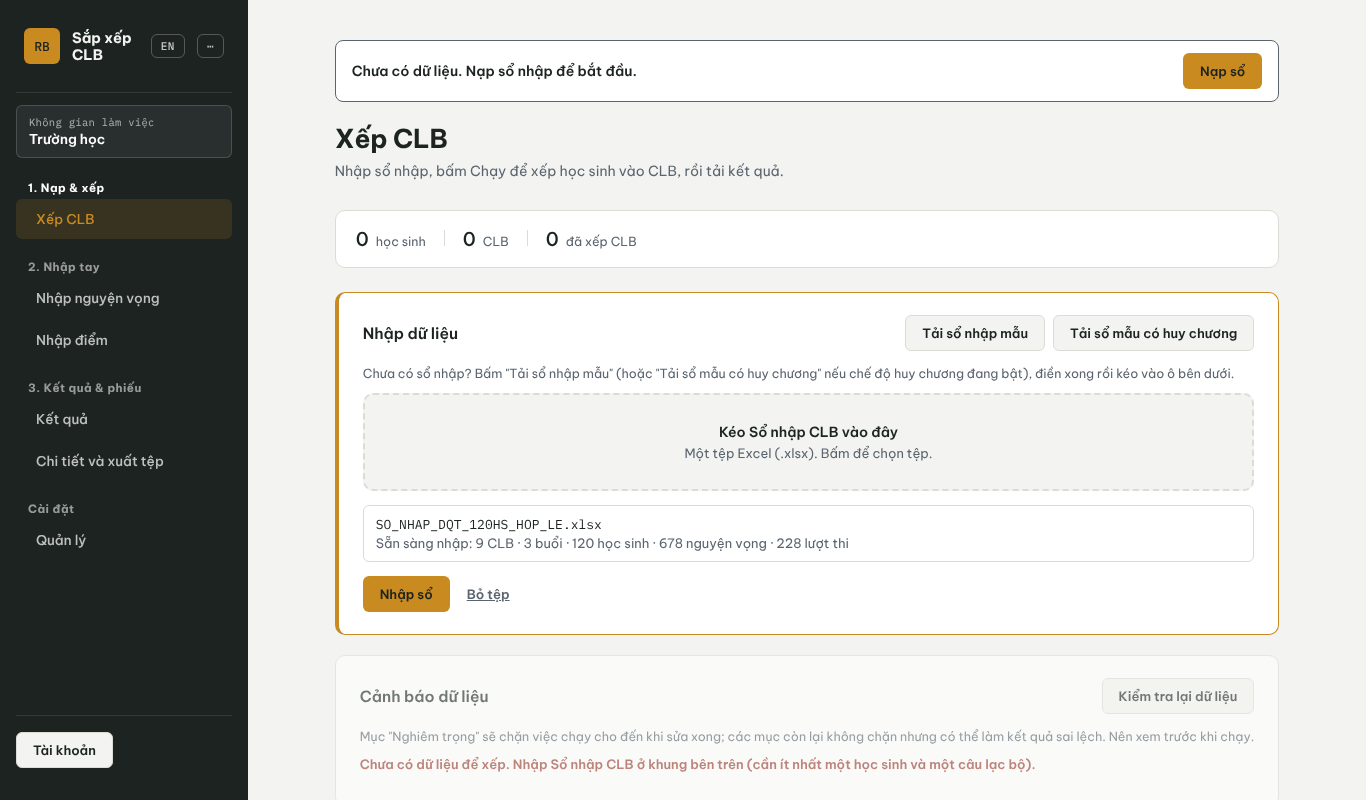 RB
Sắp xếp
CLB
EN
…
Không gian làm việc
Trường học
1. Nạp & xếp
Xếp CLB
2. Nhập tay
Nhập nguyện vọng
Nhập điểm
3. Kết quả & phiếu
Kết quả
Chi tiết và xuất tệp
Cài đặt
Quản lý
Tài khoản
Chưa có dữ liệu. Nạp sổ nhập để bắt đầu.
Nạp sổ
Xếp CLB
Nhập sổ nhập, bấm Chạy để xếp học sinh vào CLB, rồi tải kết quả.
0 học sinh 0 CLB 0 đã xếp CLB
Nhập dữ liệu
Tải sổ nhập mẫu
Tải sổ mẫu có huy chương
Chưa có sổ nhập? Bấm "Tải sổ nhập mẫu" (hoặc "Tải sổ mẫu có huy chương" nếu chế độ huy chương đang bật), điền xong rồi kéo vào ô bên dưới.
Kéo Sổ nhập CLB vào đây
Một tệp Excel (.xlsx). Bấm để chọn tệp.
SO_NHAP_DQT_120HS_HOP_LE.xlsx
Sẵn sàng nhập: 9 CLB · 3 buổi · 120 học sinh · 678 nguyện vọng · 228 lượt thi
Nhập sổ
Bỏ tệp
Cảnh báo dữ liệu
Kiểm tra lại dữ liệu
Mục "Nghiêm trọng" sẽ chặn việc chạy cho đến khi sửa xong; các mục còn lại không chặn nhưng có thể làm kết quả sai lệch. Nên xem trước khi chạy.
Chưa có dữ liệu để xếp. Nhập Sổ nhập CLB ở khung bên trên (cần ít nhất một học sinh và một câu lạc bộ).